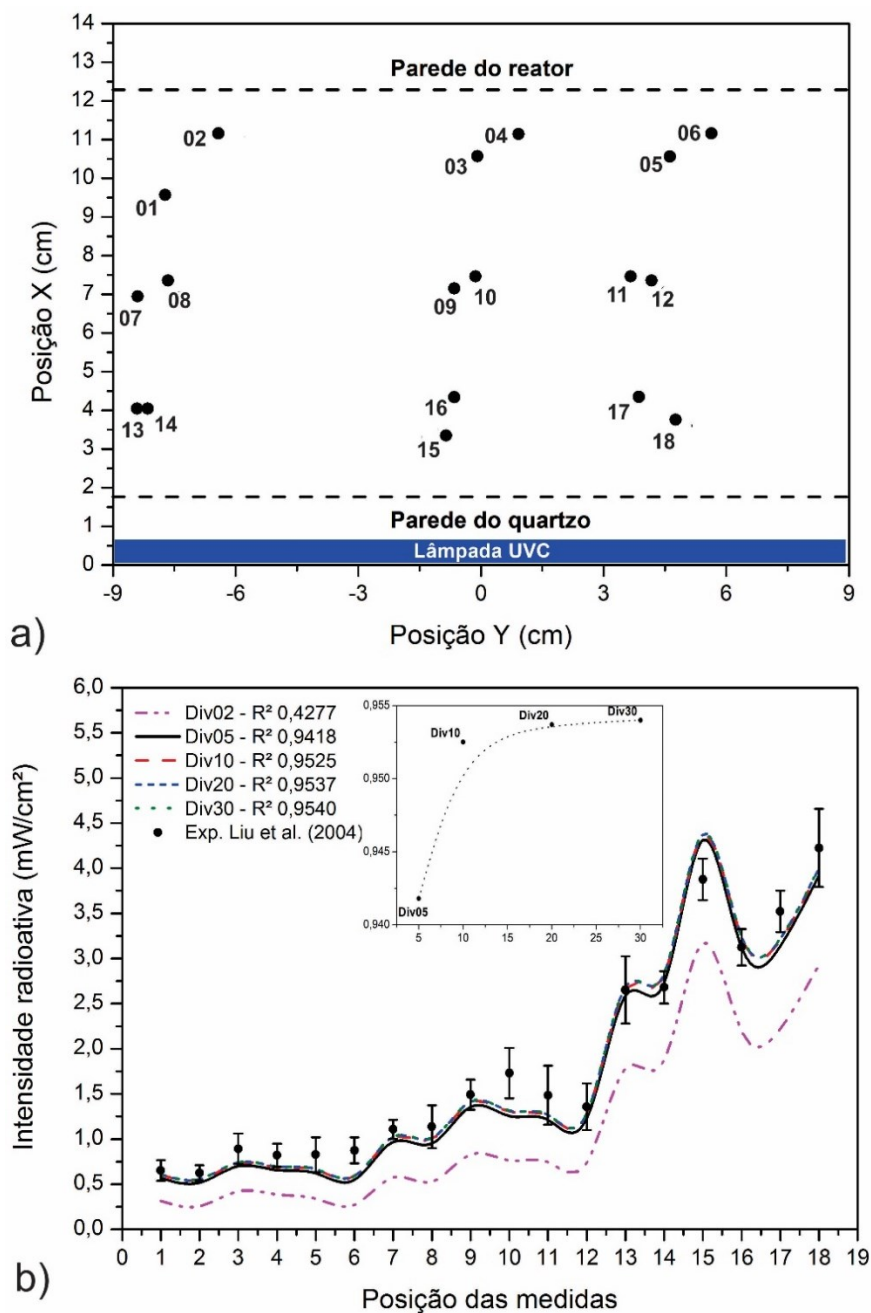 14
13
Parede do reator
12
02
04
06
11
03
05
10
01
9
8
7
07
08
09
10
11
12
6
5
4
13
14
16
15
17
18
3
2
Parede do quartzo
1
Lâmpada UVC
0
-9 -6 -3 0 3 6 9
Posição X (cm)
Posição Y (cm)
a)
6,0
5,5
5,0
4,5
4,0
3,5
3,0
2,5
2,0
1,5
1,0
0,5
0,0
Intensidade radioativa (mW/cm²)
Div02 - R² 0,4277
Div05 - R² 0,9418
Div10 - R² 0,9525
Div20 - R² 0,9537
Div30 - R² 0,9540
Exp. Liu et al. (2004)
0,955
0,950
0,945
0,940
Div05
Div10
Div20
Div30
5 10 15 20 25 30
0 1 2 3 4 5 6 7 8 9 10 11 12 13 14 15 16 17 18 19
Posição das medidas
b)